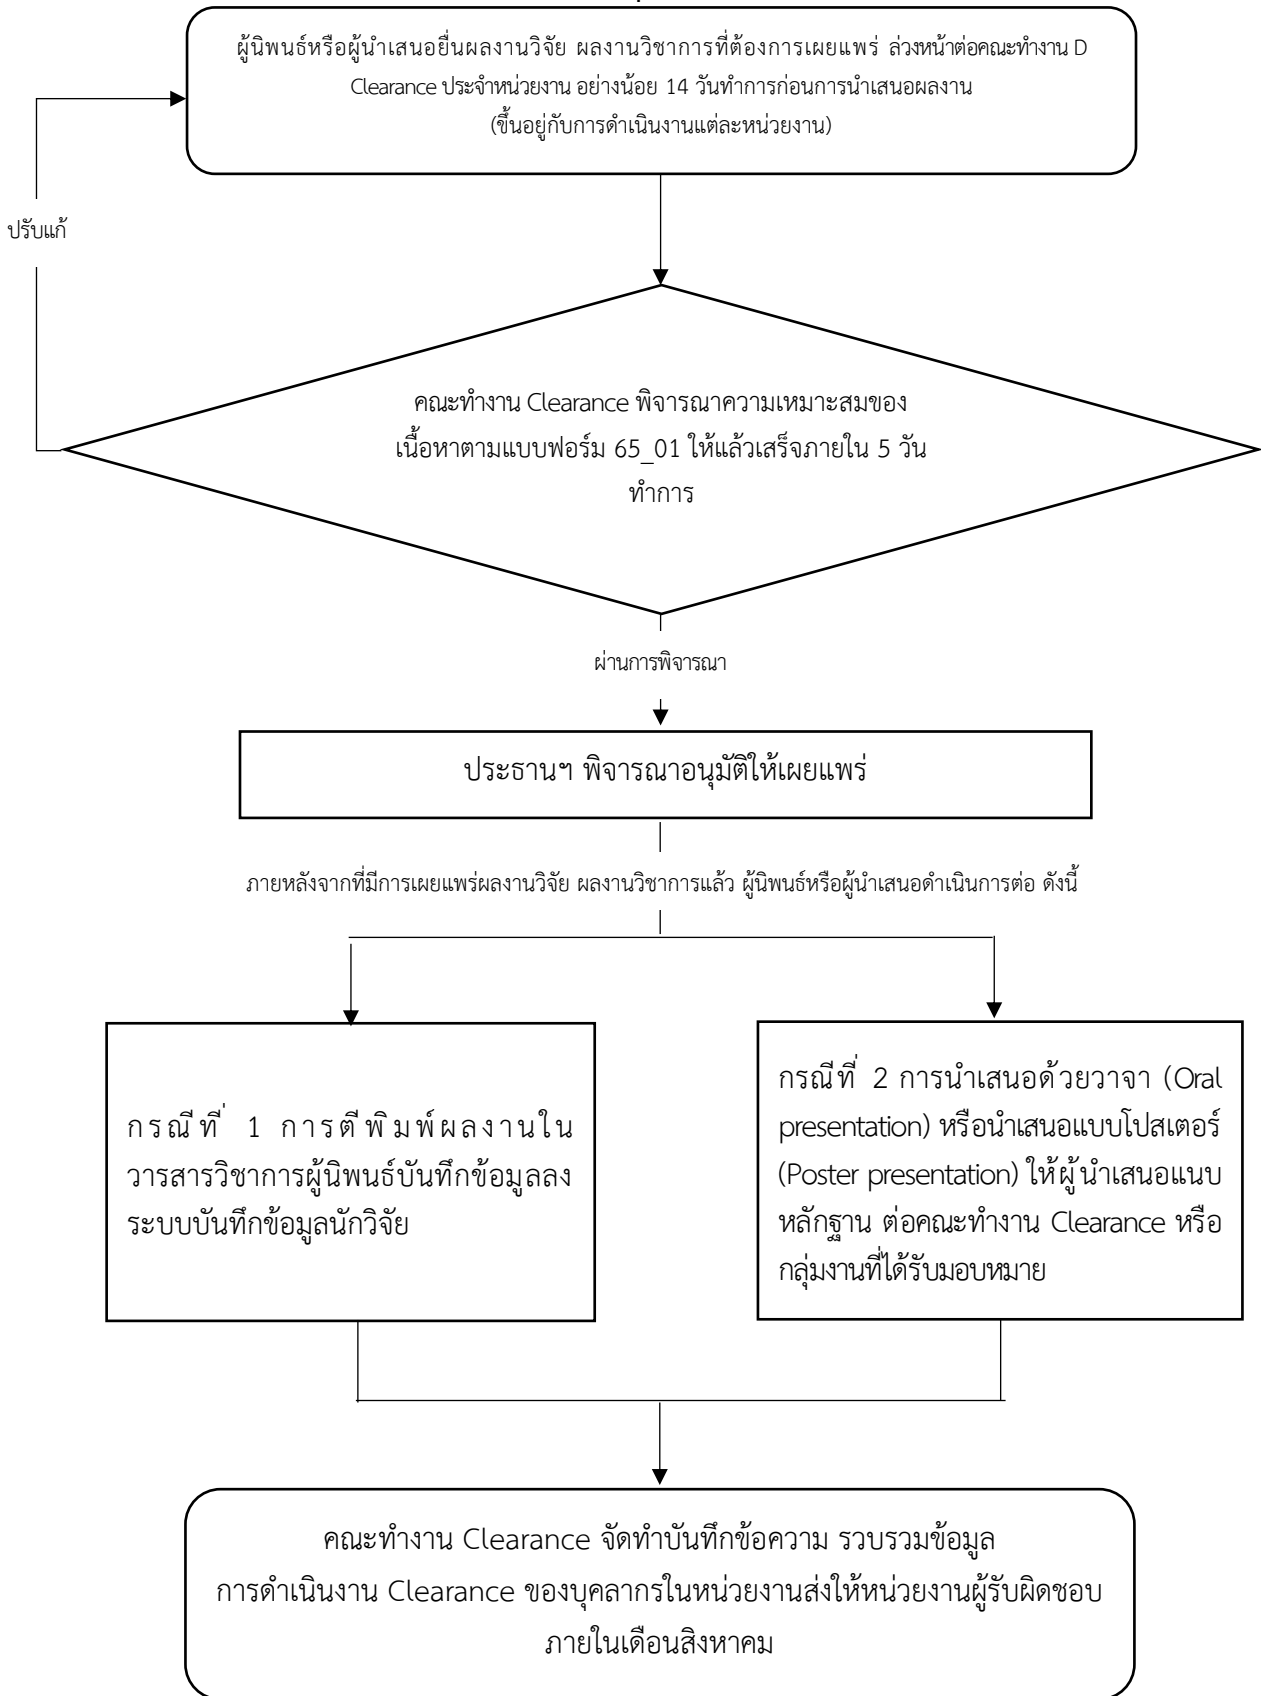 ผู้นิพนธ์หรือผู้นำเสนอยื่นผลงานวิจัย ผลงานวิชาการที่ต้องการเผยแพร่ ล่วงหน้าต่อคณะทำงาน D
Clearance ประจำหน่วยงาน อย่างน้อย 14 วันทำการก่อนการนำเสนอผลงาน
(ขึ้นอยู่กับการดำเนินงานแต่ละหน่วยงาน)
ปรับแก้
คณะทำงาน Clearance พิจารณาความเหมาะสมของ
เนื้อหาตามแบบฟอร์ม 65_01 ให้แล้วเสร็จภายใน 5 วัน
ทำการ
ผ่านการพิจารณา
ประธานฯ พิจารณาอนุมัติให้เผยแพร่
ภายหลังจากที่มีการเผยแพร่ผลงานวิจัย ผลงานวิชาการแล้ว ผู้นิพนธ์หรือผู้นำเสนอดำเนินการต่อ ดังนี้
กรณีที่ 1 การตีพิมพ์ผลงานใน
วารสารวิชาการผู้นิพนธ์บันทึกข้อมูลลง
ระบบบันทึกข้อมูลนักวิจัย
กรณีที่ 2 การนำเสนอด้วยวาจา (Oral
presentation) หรือนำเสนอแบบโปสเตอร์
(Poster presentation) ให้ผู้นำเสนอแนบ
หลักฐาน ต่อคณะทำงาน Clearance หรือ
กลุ่มงานที่ได้รับมอบหมาย
คณะทำงาน Clearance จัดทำบันทึกข้อความ รวบรวมข้อมูล
การดำเนินงาน Clearance ของบุคลากรในหน่วยงานส่งให้หน่วยงานผู้รับผิดชอบ
ภายในเดือนสิงหาคม